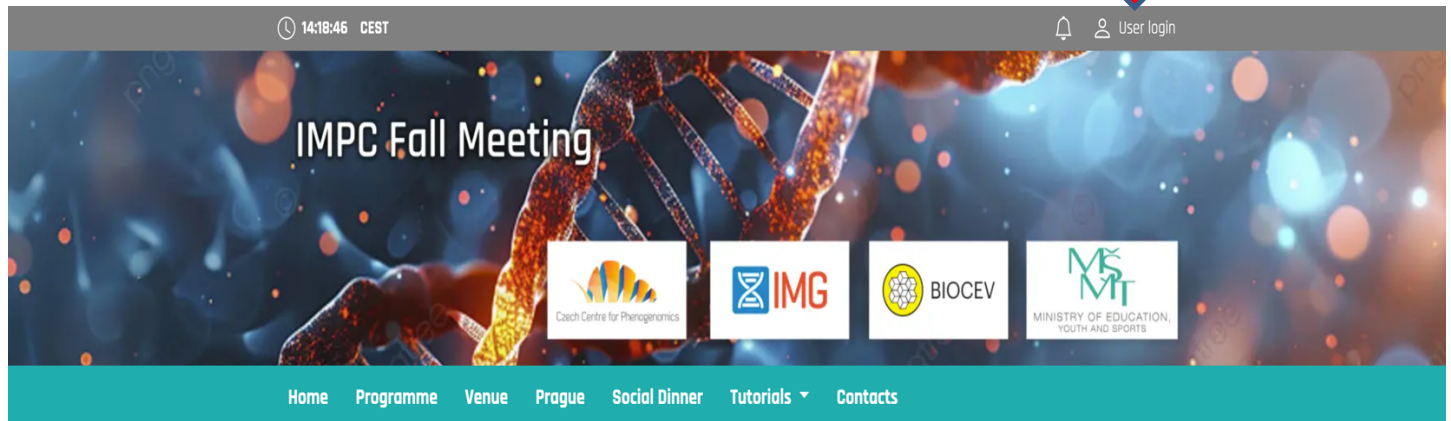 14:18:46 CEST
User login
IMPC Fall Meeting
Czech Centre for Phenogenomics
IMG
BIOCEV
MŠMT
MINISTRY OF EDUCATION,
YOUTH AND SPORTS
Home Programme Venue Prague Social Dinner Tutorials Contacts